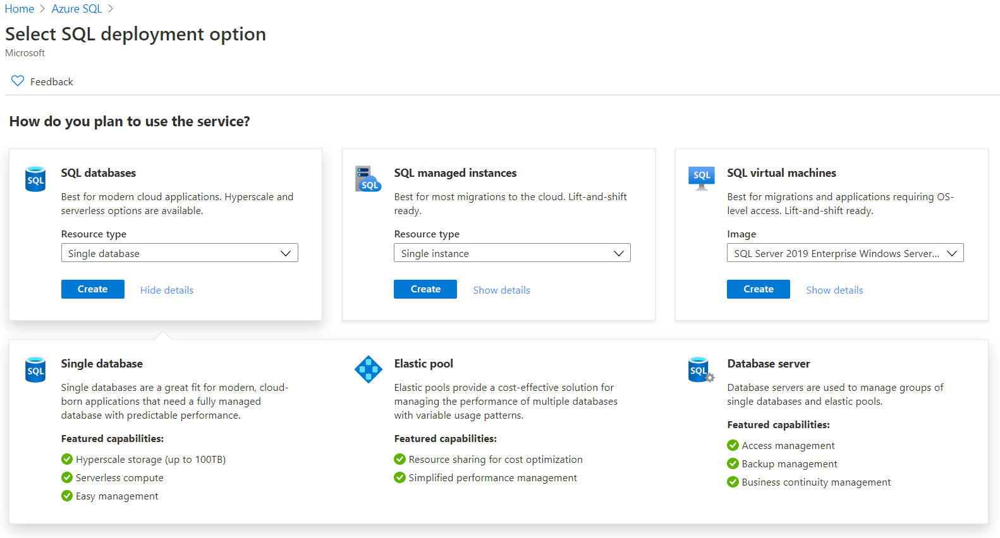 Home > Azure SQL >
Select SQL deployment option
Microsoft
Feedback
How do you plan to use the service?
SQL
SQL databases
Best for modern cloud applications. Hyperscale and
serverless options are available.
Resource type
Single database
Create
Hide details
SQL
SQL managed instances
Best for most migrations to the cloud. Lift-and-shift
ready.
Resource type
Single instance
Create
Show details
SQL
SQL virtual machines
Best for migrations and applications requiring OS-
level access. Lift-and-shift ready.
Image
SQL Server 2019 Enterprise Windows Server...
Create
Show details
SQL
Single database
Single databases are a great fit for modern, cloud-
born applications that need a fully managed
database with predictable performance.
Featured capabilities:
Hyperscale storage (up to 100TB)
Serverless compute
Easy management
Elastic pool
Elastic pools provide a cost-effective solution for
managing the performance of multiple databases
with variable usage patterns.
Featured capabilities:
Resource sharing for cost optimization
Simplified performance management
SQL
Database server
Database servers are used to manage groups of
single databases and elastic pools.
Featured capabilities:
Access management
Backup management
Business continuity management